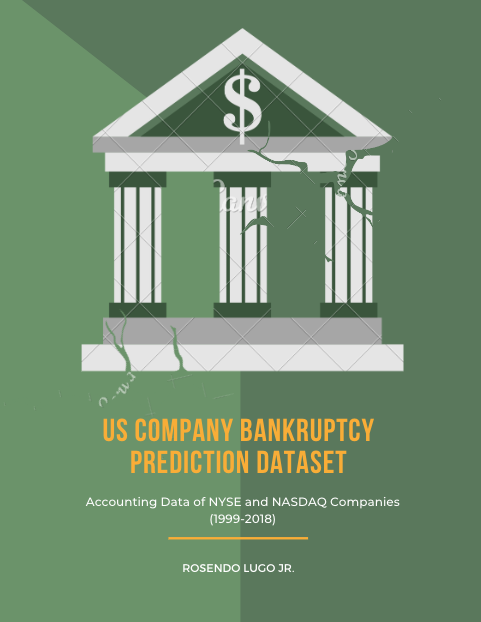 $
US COMPANY BANKRUPTCY
PREDICTION DATASET
Accounting Data of NYSE and NASDAQ Companies
(1999-2018)
ROSENDO LUGO JR.